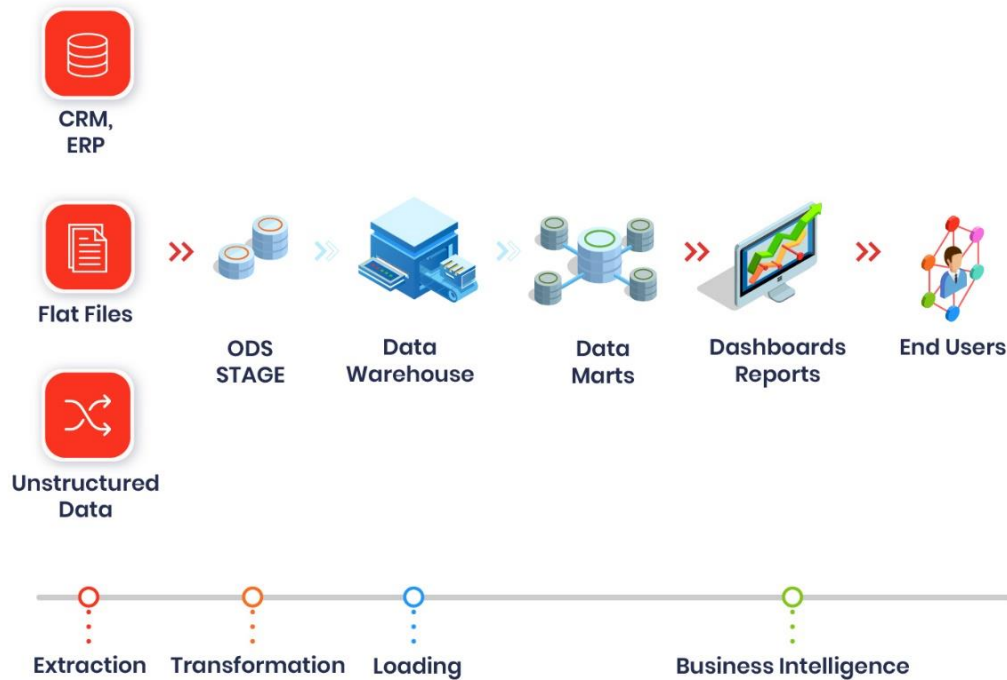 CRM,
ERP
Flat Files
Unstructured
Data
ODS
STAGE
Data
Warehouse
Data
Marts
Dashboards
Reports
End Users
Extraction
Transformation
Loading
Business Intelligence